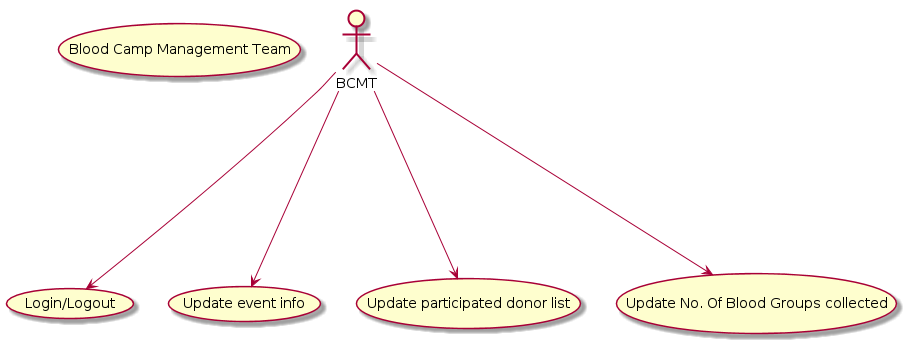 Blood Camp Management Team
BCMT
Login/Logout
Update event info
Update participated donor list
Update No. Of Blood Groups collected